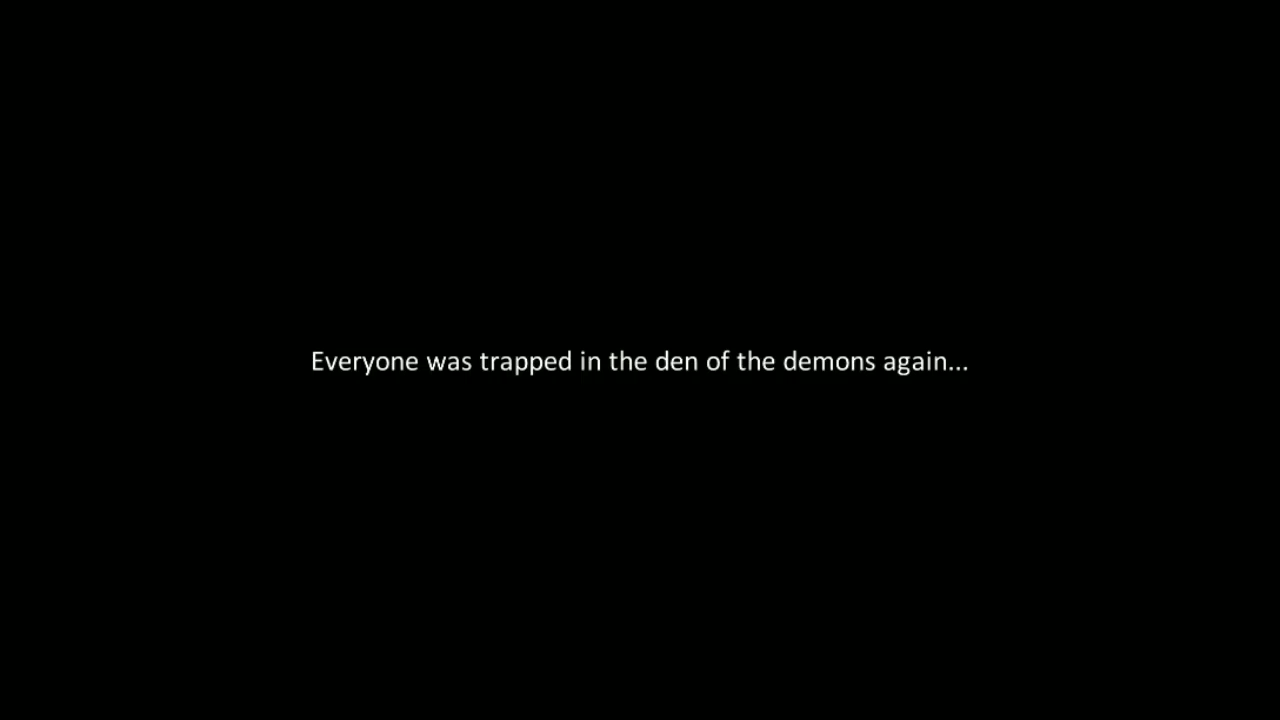 Everyone was trapped in the den of the demons again...